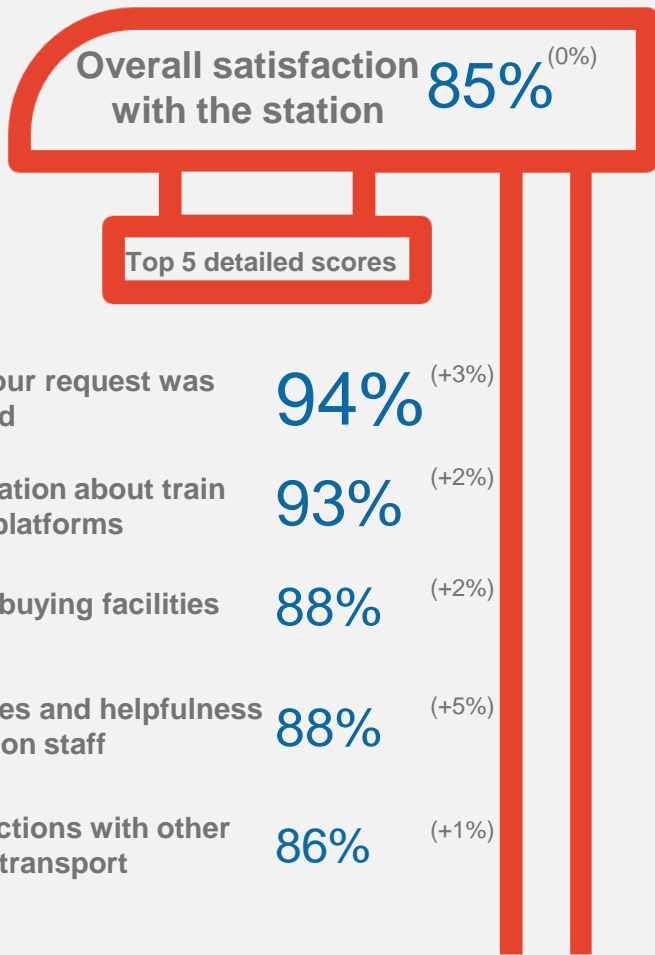 Overall satisfaction
with the station
85%
(0%)
Top 5 detailed scores
our request was
d
94%
(+3%)
ation about train
platforms
93%
(+2%)
buying facilities
88%
(+2%)
es and helpfulness
on staff
88%
(+5%)
ctions with other
transport
86%
(+1%)